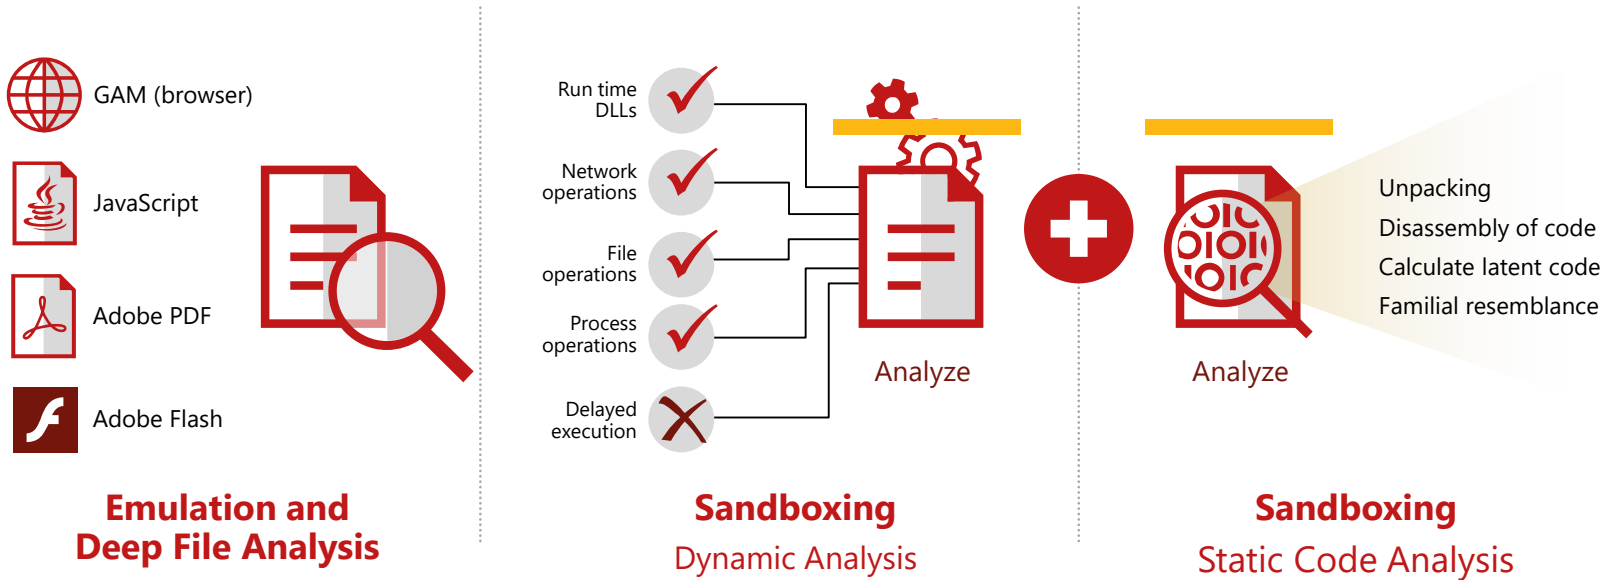 GAM (browser)
JavaScript
Adobe PDF
Adobe Flash
Emulation and
Deep File Analysis
Run time
DLLs
Network
operations
File
operations
Process
operations
Delayed
execution
Analyze
Sandboxing
Dynamic Analysis
Analyze
Unpacking
Disassembly of code
Calculate latent code
Familial resemblance
Sandboxing
Static Code Analysis